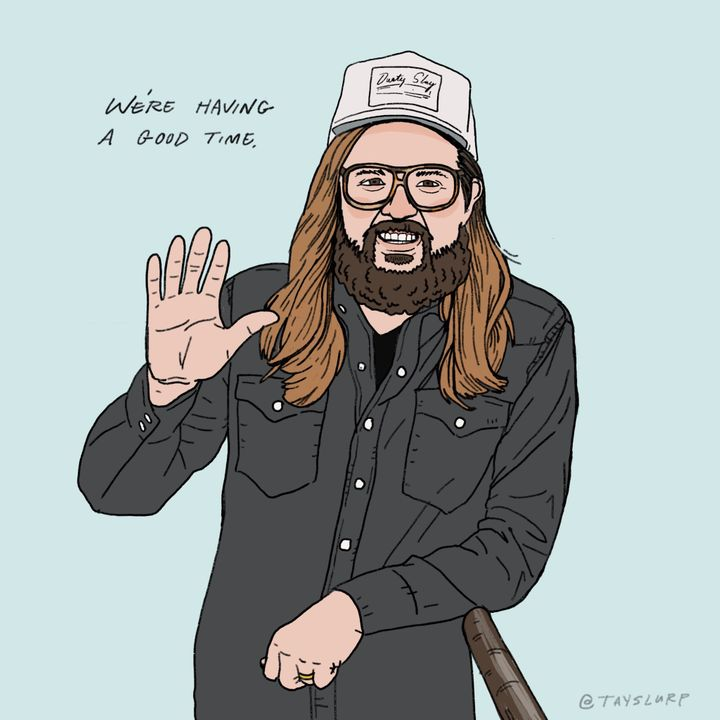 Dusty Slay
WE'RE HAVING
A GOOD TIME.
@TAYSLURP